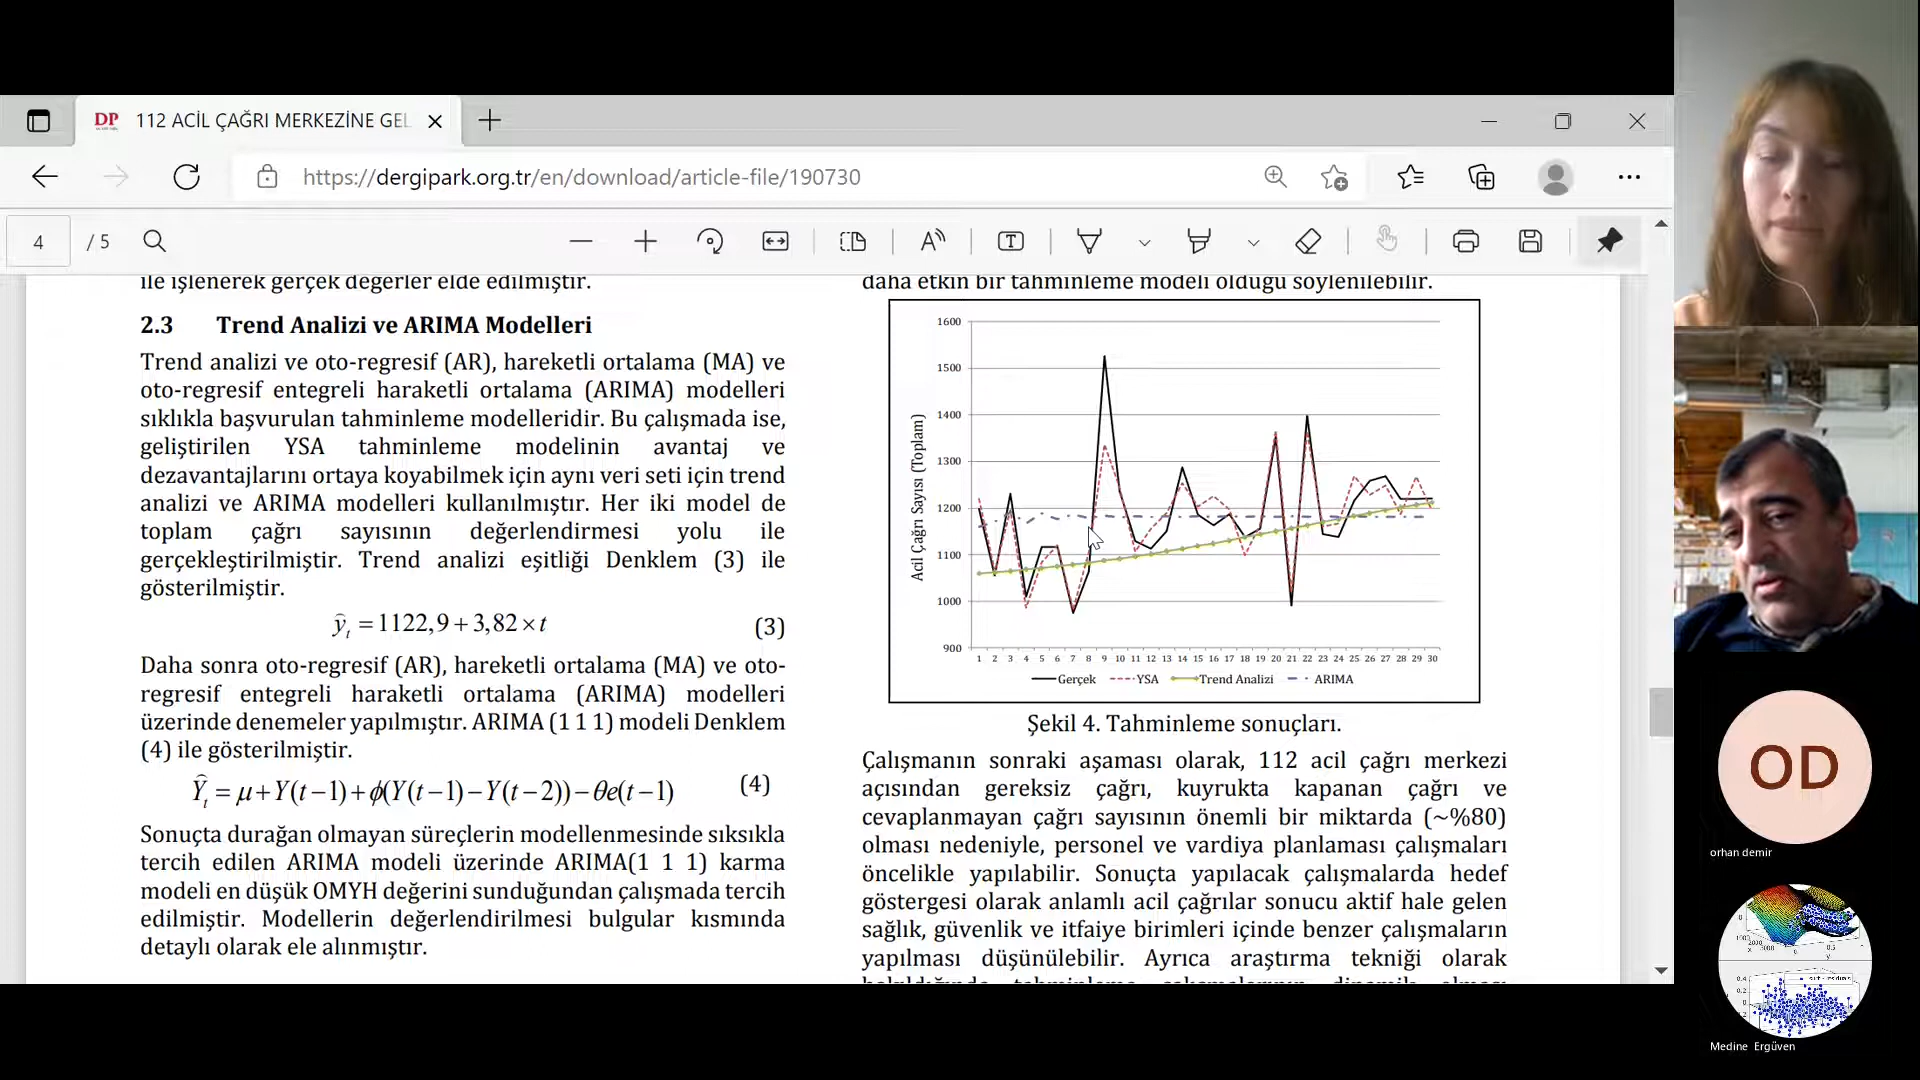 112 ACİL ÇAĞRI MERKEZİNE GEL
https://dergipark.org.tr/en/download/article-file/190730
4 / 5
ile işlenerek gerçek değerler elde edilmiştir.
2.3 Trend Analizi ve ARIMA Modelleri
Trend analizi ve oto-regresif (AR), hareketli ortalama (MA) ve
oto-regresif entegreli haraketli ortalama (ARIMA) modelleri
sıklıkla başvurulan tahminleme modelleridir. Bu çalışmada ise,
geliştirilen YSA tahminleme modelinin avantaj ve
dezavantajlarını ortaya koyabilmek için aynı veri seti için trend
analizi ve ARIMA modelleri kullanılmıştır. Her iki model de
toplam çağrı sayısının değerlendirmesi yolu ile
gerçekleştirilmiştir. Trend analizi eşitliği Denklem (3) ile
gösterilmiştir.
ŷt = 1122,9 + 3,82 × t (3)
Daha sonra oto-regresif (AR), hareketli ortalama (MA) ve oto-
regresif entegreli haraketli ortalama (ARIMA) modelleri
üzerinde denemeler yapılmıştır. ARIMA (1 1 1) modeli Denklem
(4) ile gösterilmiştir.
Ŷt = μ + Y(t−1) + ϕ(Y(t−1) − Y(t−2)) − θe(t−1) (4)
Sonuçta durağan olmayan süreçlerin modellenmesinde sıksıkla
tercih edilen ARIMA modeli üzerinde ARIMA(1 1 1) karma
modeli en düşük OMYH değerini sunduğundan çalışmada tercih
edilmiştir. Modellerin değerlendirilmesi bulgular kısmında
detaylı olarak ele alınmıştır.
daha etkin bir tahminleme modeli olduğu söylenilebilir.
Acil Çağrı Sayısı (Toplam)
1600
1500
1400
1300
1200
1100
1000
900
1 2 3 4 5 6 7 8 9 10 11 12 13 14 15 16 17 18 19 20 21 22 23 24 25 26 27 28 29 30
Gerçek YSA Trend Analizi ARIMA
Şekil 4. Tahminleme sonuçları.
Çalışmanın sonraki aşaması olarak, 112 acil çağrı merkezi
açısından gereksiz çağrı, kuyrukta kapanan çağrı ve
cevaplanmayan çağrı sayısının önemli bir miktarda (~%80)
olması nedeniyle, personel ve vardiya planlaması çalışmaları
öncelikle yapılabilir. Sonuçta yapılacak çalışmalarda hedef
göstergesi olarak anlamlı acil çağrılar sonucu aktif hale gelen
sağlık, güvenlik ve itfaiye birimleri içinde benzer çalışmaların
yapılması düşünülebilir. Ayrıca araştırma tekniği olarak
OD
orhan demir
Medine Ergüven